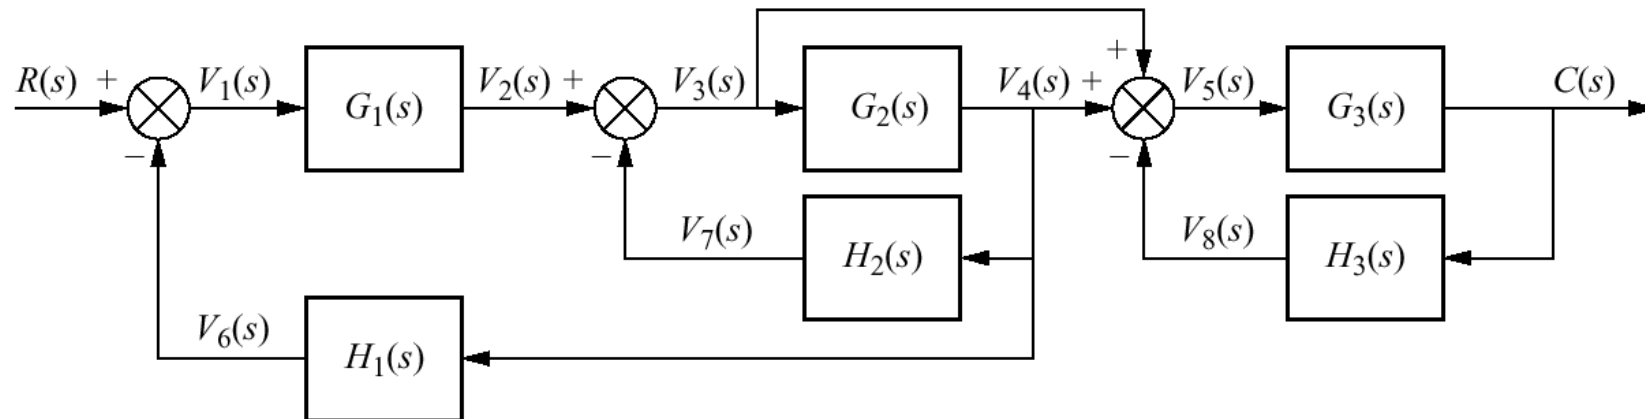 +
R(s) + V₁(s) G₁(s) V₂(s) + V₃(s) G₂(s) V₄(s) + V₅(s) G₃(s) C(s)
− − −
V₇(s) H₂(s) V₈(s) H₃(s)
V₆(s) H₁(s)